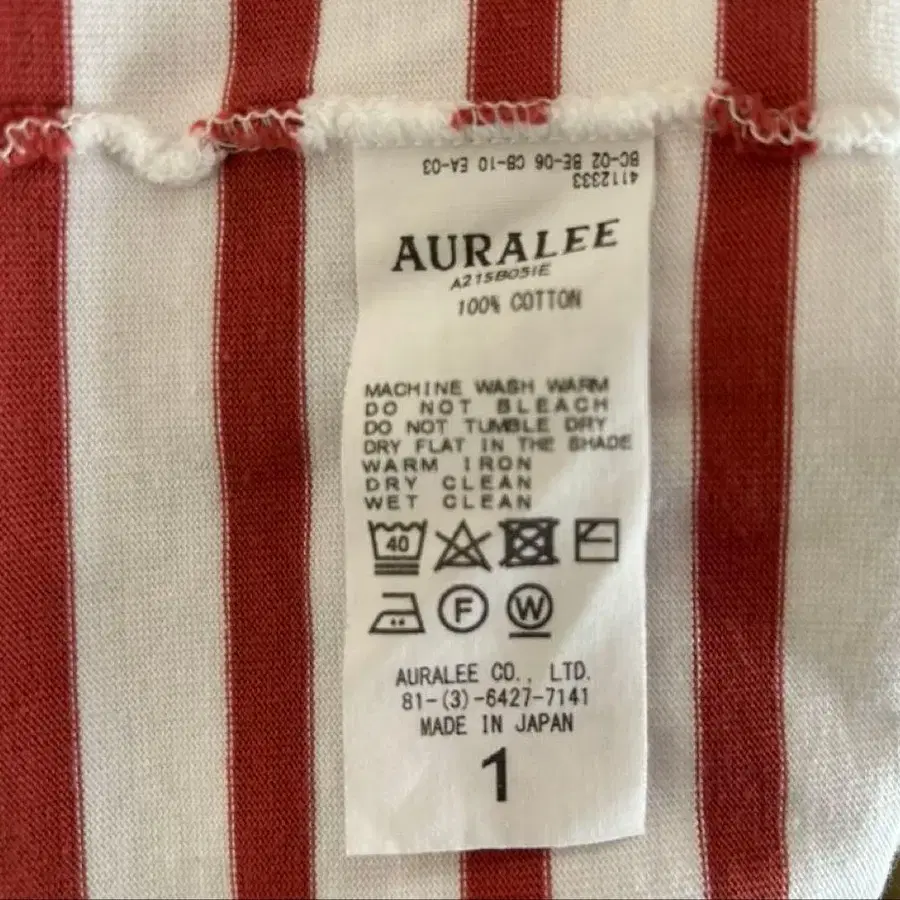 BC-02 BE-06 CB-10 EA-03
4112333
AURALEE
A21SB05IE
100% COTTON
MACHINE WASH WARM
DO NOT BLEACH
DO NOT TUMBLE DRY
DRY FLAT IN THE SHADE
WARM IRON
DRY CLEAN
WET CLEAN
40
F W
AURALEE CO., LTD.
81-(3)-6427-7141
MADE IN JAPAN
1